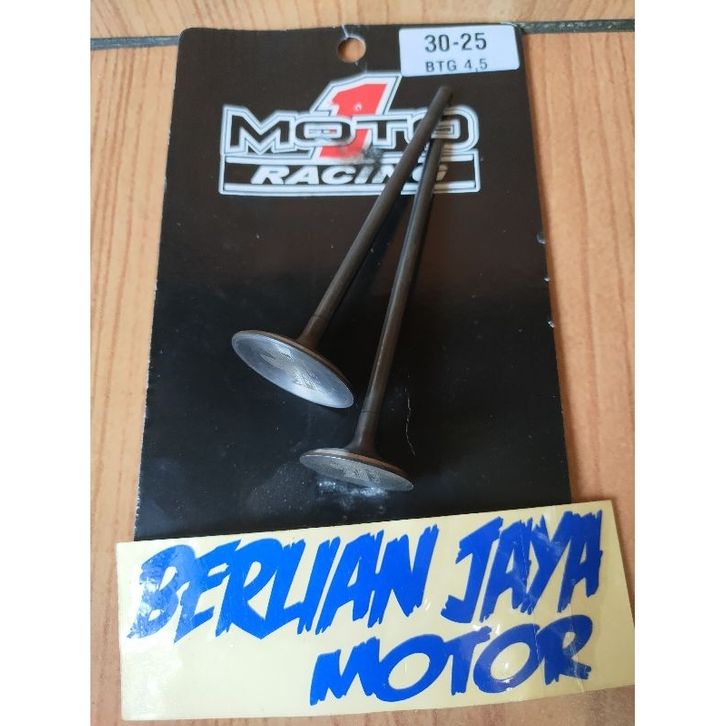 30-25
BTG 4,5
MOTO 1
RACING
BERLIAN JAYA
MOTOR